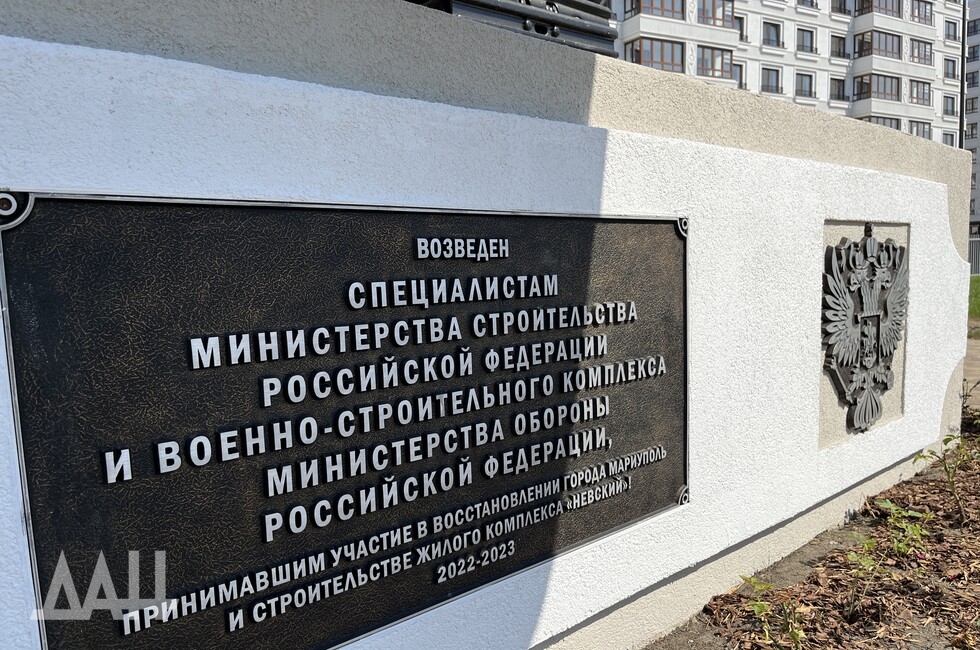 ВОЗВЕДЕН
СПЕЦИАЛИСТАМ
МИНИСТЕРСТВА СТРОИТЕЛЬСТВА
РОССИЙСКОЙ ФЕДЕРАЦИИ
И ВОЕННО-СТРОИТЕЛЬНОГО КОМПЛЕКСА
МИНИСТЕРСТВА ОБОРОНЫ
РОССИЙСКОЙ ФЕДЕРАЦИИ,
ПРИНИМАВШИМ УЧАСТИЕ В ВОССТАНОВЛЕНИИ ГОРОДА МАРИУПОЛЬ
И СТРОИТЕЛЬСТВЕ ЖИЛОГО КОМПЛЕКСА «НЕВСКИЙ»!
2022-2023
ДАН